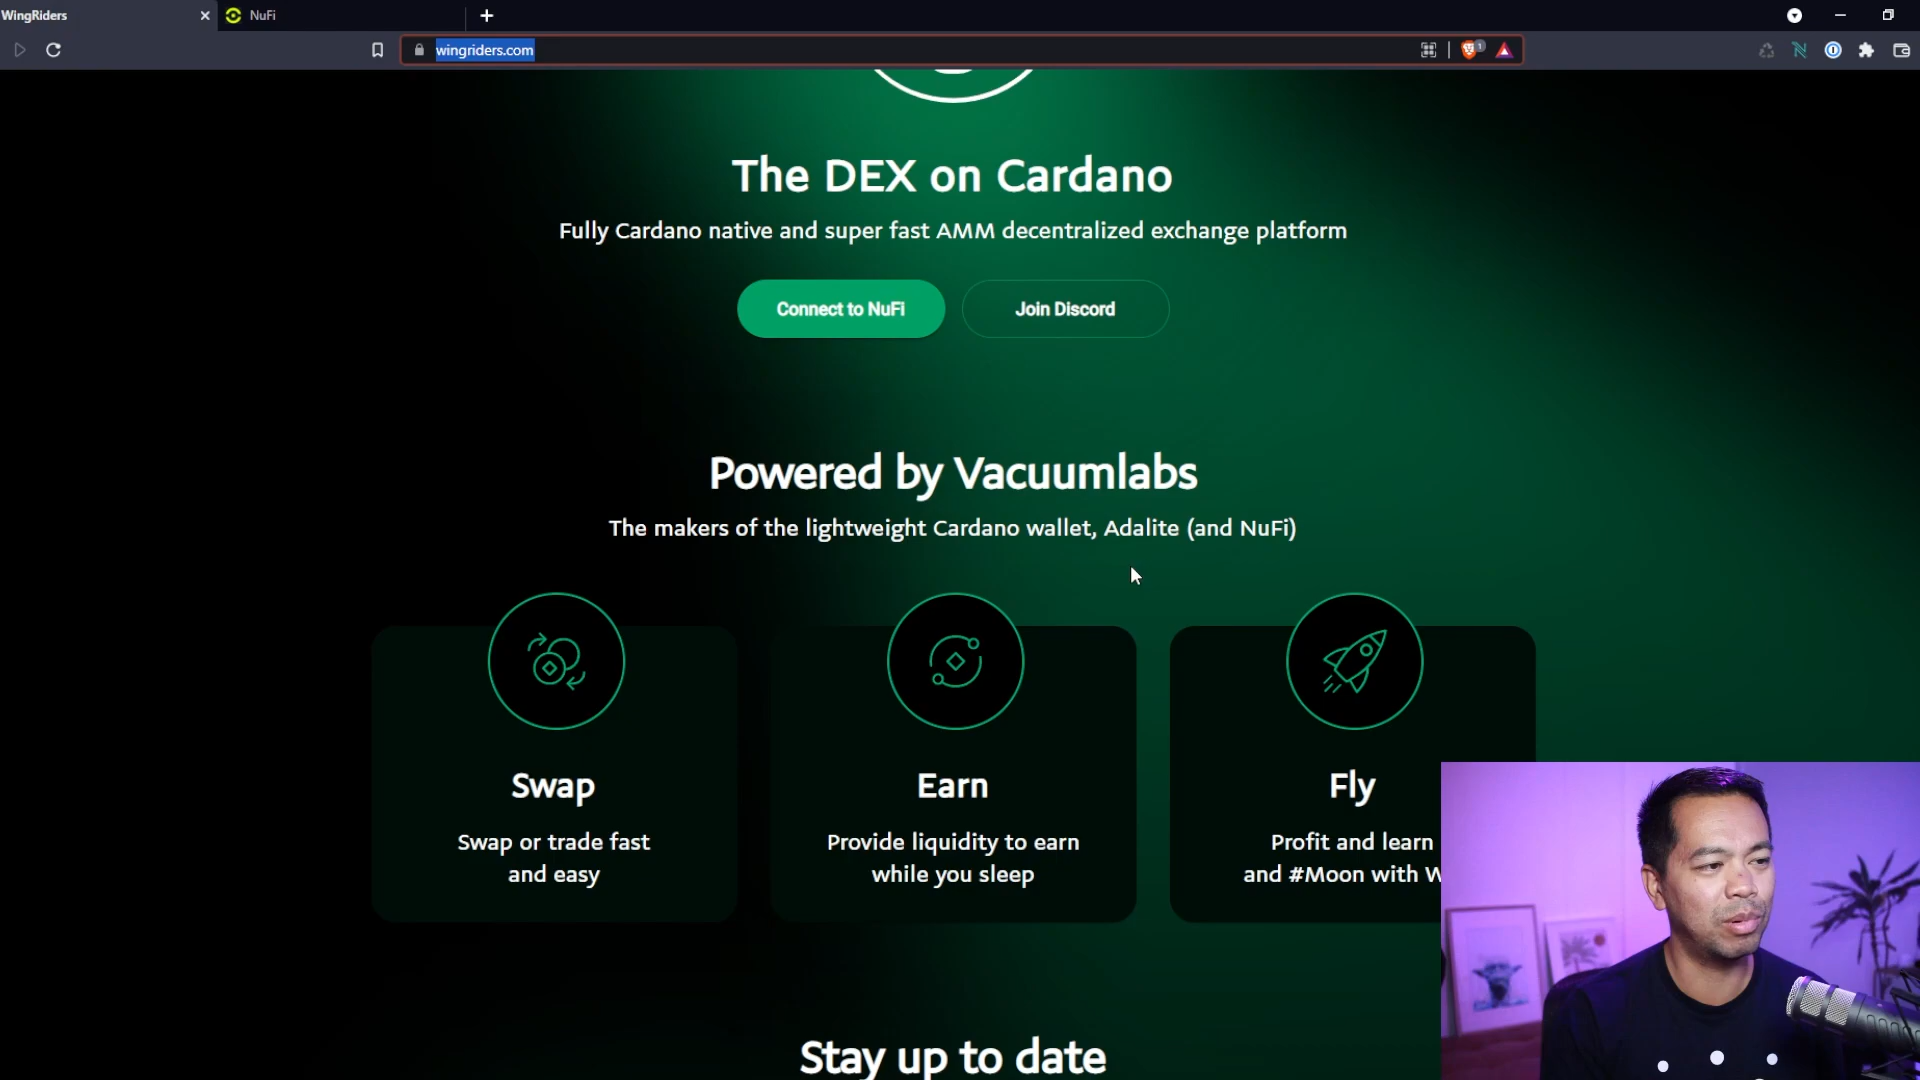 WingRiders
NuFi
wingriders.com
1
The DEX on Cardano
Fully Cardano native and super fast AMM decentralized exchange platform
Connect to NuFi
Join Discord
Powered by Vacuumlabs
The makers of the lightweight Cardano wallet, Adalite (and NuFi)
Swap
Swap or trade fast
and easy
Earn
Provide liquidity to earn
while you sleep
Fly
Profit and learn
and #Moon with W
Stay up to date